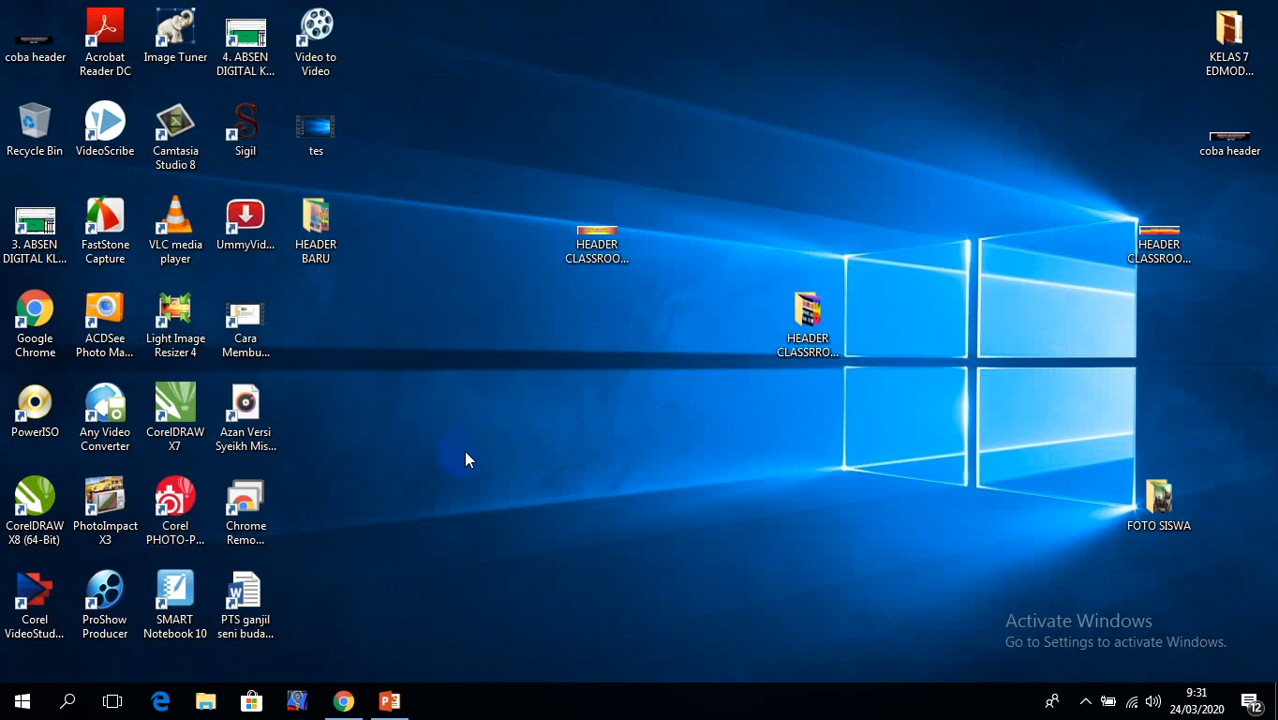 coba header
Acrobat
Reader DC
Image Tuner
4. ABSEN
DIGITAL K...
Video to
Video
KELAS 7
EDMOD...
Recycle Bin
VideoScribe
Camtasia
Studio 8
Sigil
tes
coba header
3. ABSEN
DIGITAL KL...
FastStone
Capture
VLC media
player
UmmyVid...
HEADER
BARU
HEADER
CLASSROO...
HEADER
CLASSROO...
Google
Chrome
ACDSee
Photo Ma...
Light Image
Resizer 4
Cara
Membu...
HEADER
CLASRRO...
PowerISO
Any Video
Converter
CorelDRAW
X7
Azan Versi
Syeikh Mis...
CorelDRAW
X8 (64-Bit)
PhotoImpact
X3
Corel
PHOTO-P...
Chrome
Remo...
FOTO SISWA
Corel
VideoStud...
ProShow
Producer
SMART
Notebook 10
PTS ganjil
seni buda...
Activate Windows
Go to Settings to activate Windows.
9:31
24/03/2020
12